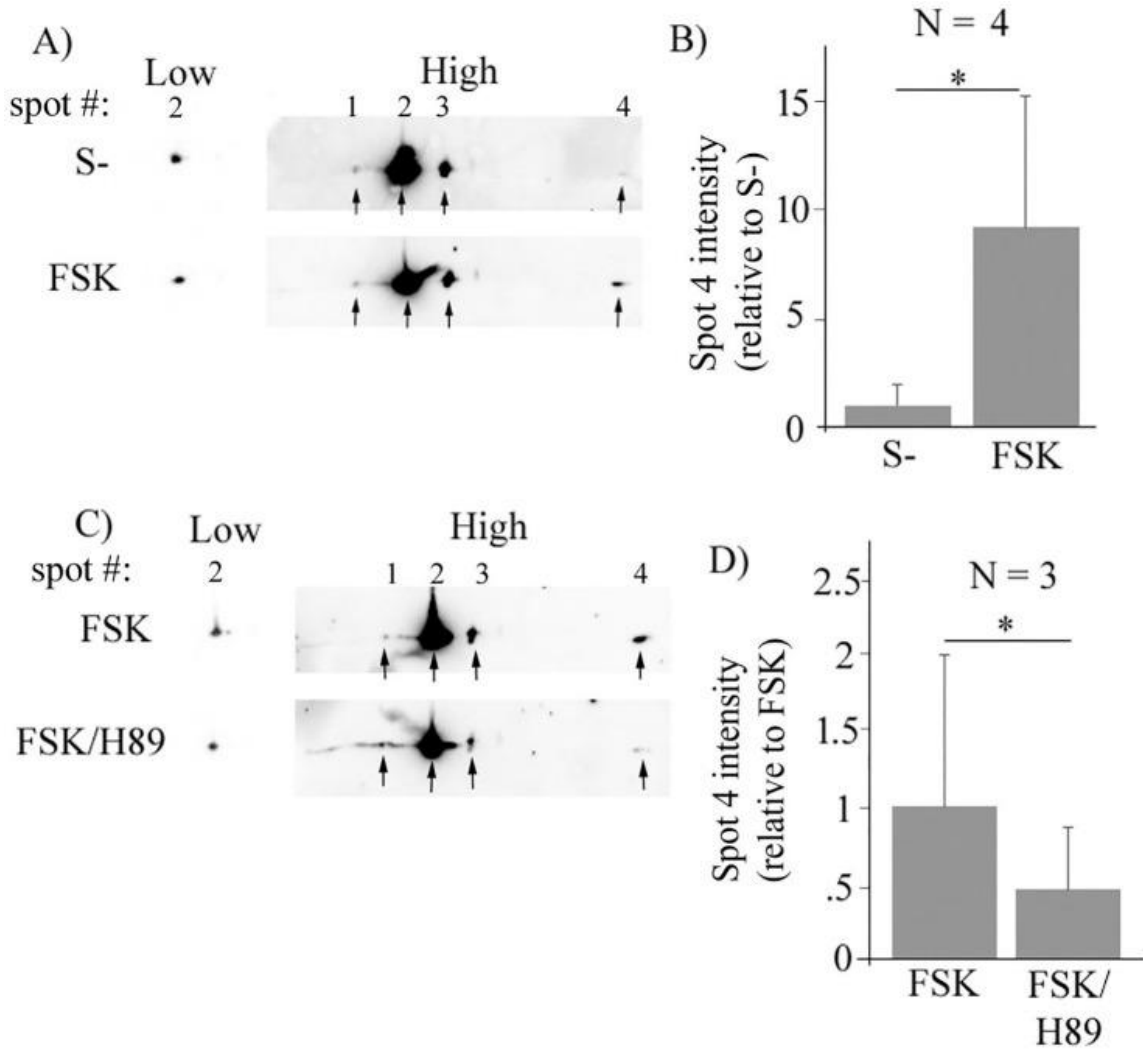 A)
Low
High
spot #:
2
1 2 3 4
S-
FSK
B)
N = 4
*
Spot 4 intensity
(relative to S-)
15
10
5
0
S- FSK
C)
Low
High
spot #:
2
1 2 3 4
FSK
FSK/H89
D)
N = 3
*
Spot 4 intensity
(relative to FSK)
2.5
2
1.5
1
.5
0
FSK FSK/
H89